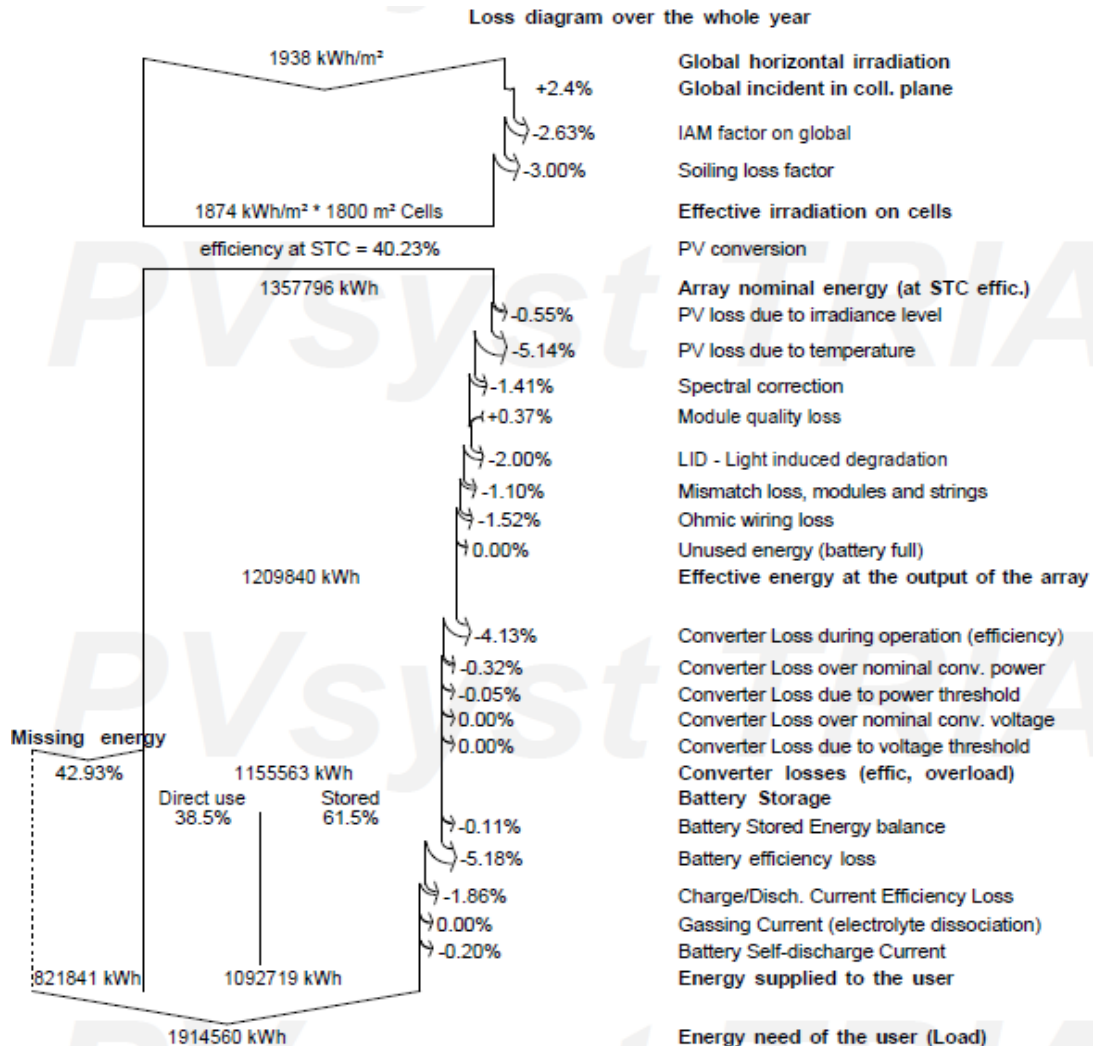 Loss diagram over the whole year
1938 kWh/m² Global horizontal irradiation
+2.4% Global incident in coll. plane
-2.63% IAM factor on global
-3.00% Soiling loss factor
1874 kWh/m² * 1800 m² Cells Effective irradiation on cells
efficiency at STC = 40.23% PV conversion
1357796 kWh Array nominal energy (at STC effic.)
-0.55% PV loss due to irradiance level
-5.14% PV loss due to temperature
PVsyst TRIA
-1.41% Spectral correction
+0.37% Module quality loss
-2.00% LID - Light induced degradation
-1.10% Mismatch loss, modules and strings
-1.52% Ohmic wiring loss
0.00% Unused energy (battery full)
1209840 kWh Effective energy at the output of the array
-4.13% Converter Loss during operation (efficiency)
-0.32% Converter Loss over nominal conv. power
-0.05% Converter Loss due to power threshold
PVsyst TRIA
0.00% Converter Loss over nominal conv. voltage
Missing energy 0.00% Converter Loss due to voltage threshold
42.93% 1155563 kWh Converter losses (effic, overload)
Direct use Stored Battery Storage
38.5% 61.5%
-0.11% Battery Stored Energy balance
-5.18% Battery efficiency loss
-1.86% Charge/Disch. Current Efficiency Loss
0.00% Gassing Current (electrolyte dissociation)
-0.20% Battery Self-discharge Current
821841 kWh 1092719 kWh Energy supplied to the user
1914560 kWh Energy need of the user (Load)